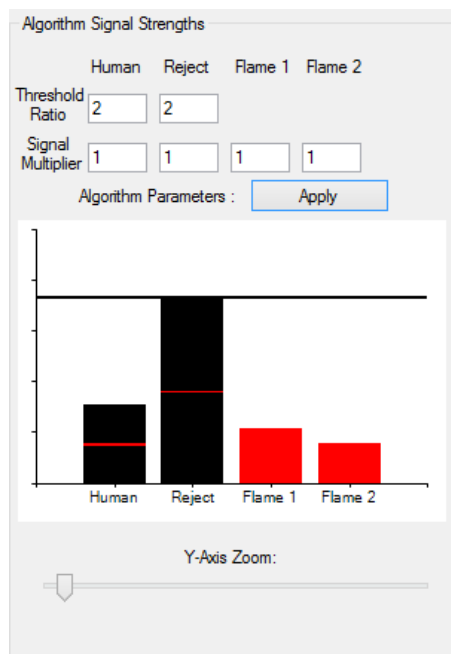 Algorithm Signal Strengths
Human Reject Flame 1 Flame 2
Threshold
Ratio 2 2
Signal
Multiplier 1 1 1 1
Algorithm Parameters : Apply
Human Reject Flame 1 Flame 2
Y-Axis Zoom: